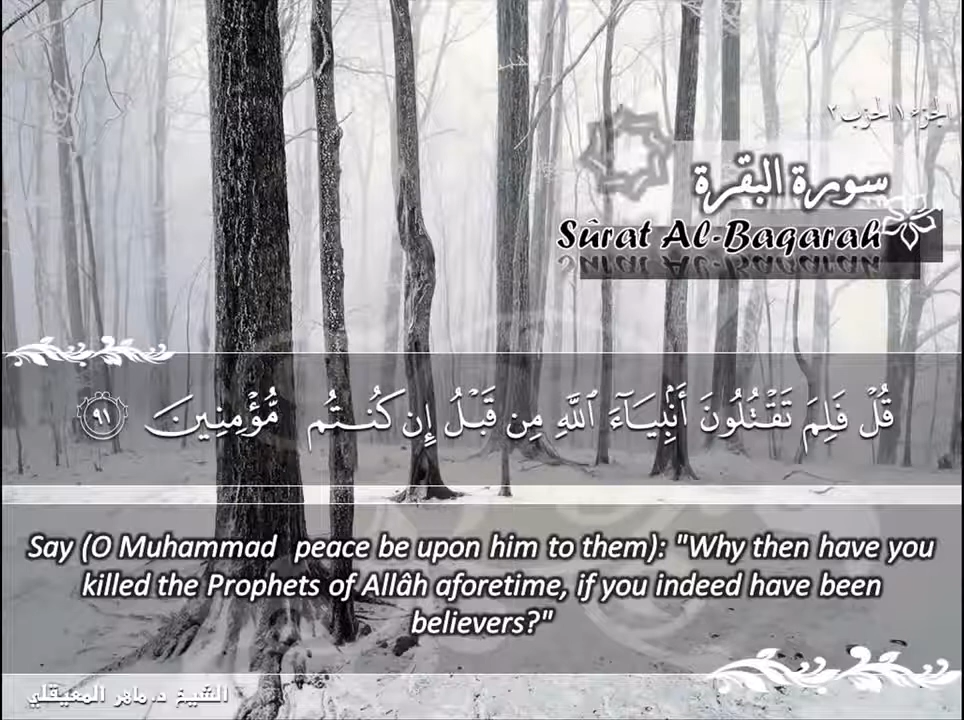 الجزء ١ الحزب ٢
سورة البقرة
Sûrat Al-Baqarah
قُلْ فَلِمَ تَقْتُلُونَ أَنۢبِيَآءَ ٱللَّهِ مِن قَبْلُ إِن كُنتُم مُّؤْمِنِينَ ٩١
Say (O Muhammad peace be upon him to them): "Why then have you
killed the Prophets of Allâh aforetime, if you indeed have been
believers?"
الشيخ د. ماهر المعيقلي